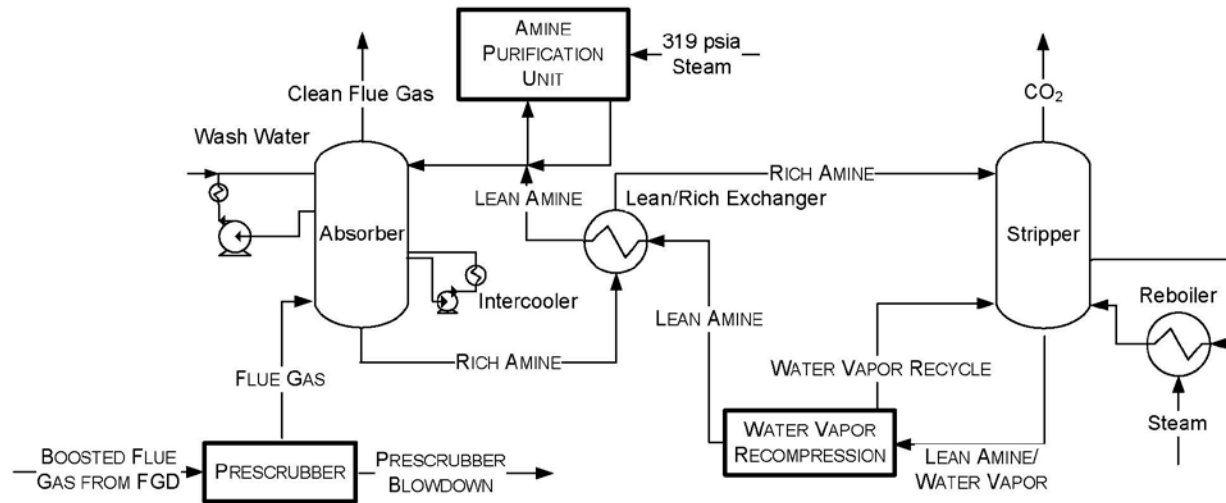 AMINE
PURIFICATION
UNIT
319 psia
Steam
Clean Flue Gas
CO₂
Wash Water
LEAN AMINE
RICH AMINE
Lean/Rich Exchanger
Absorber
Stripper
Intercooler
Reboiler
LEAN AMINE
RICH AMINE
FLUE GAS
WATER VAPOR RECYCLE
Steam
BOOSTED FLUE
GAS FROM FGD
PRESCRUBBER
PRESCRUBBER
BLOWDOWN
WATER VAPOR
RECOMPRESSION
LEAN AMINE/
WATER VAPOR